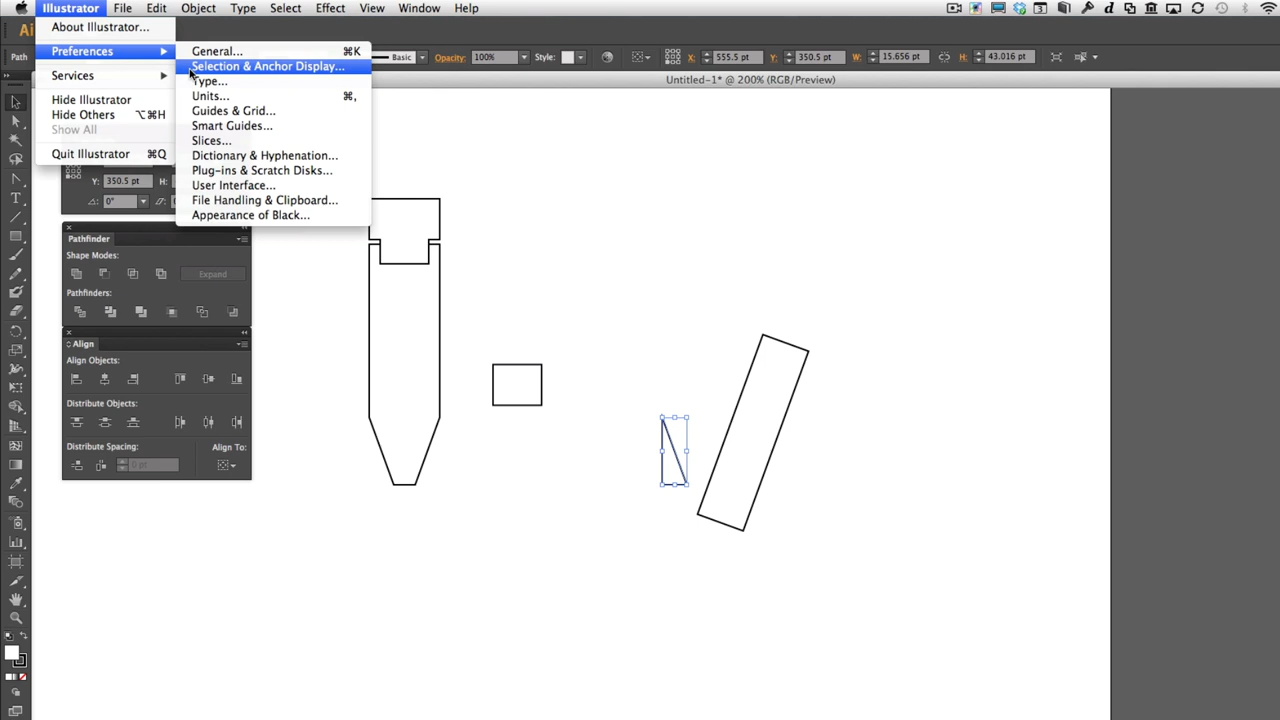 Illustrator File Edit Object Type Select Effect View Window Help
About Illustrator...
Preferences
Services
Hide Illustrator
Hide Others ⌥⌘H
Show All
Quit Illustrator ⌘Q
General... ⌘K
Selection & Anchor Display...
Type...
Units... ⌘,
Guides & Grid...
Smart Guides...
Slices...
Dictionary & Hyphenation...
Plug-ins & Scratch Disks...
User Interface...
File Handling & Clipboard...
Appearance of Black...
Path
Basic Opacity: 100% Style: X: 555.5 pt Y: 350.5 pt W: 15.656 pt H: 43.016 pt
Untitled-1* @ 200% (RGB/Preview)
Y: 350.5 pt H:
0°
Pathfinder
Shape Modes:
Expand
Pathfinders:
Align
Align Objects:
Distribute Objects:
Distribute Spacing: Align To:
0 pt